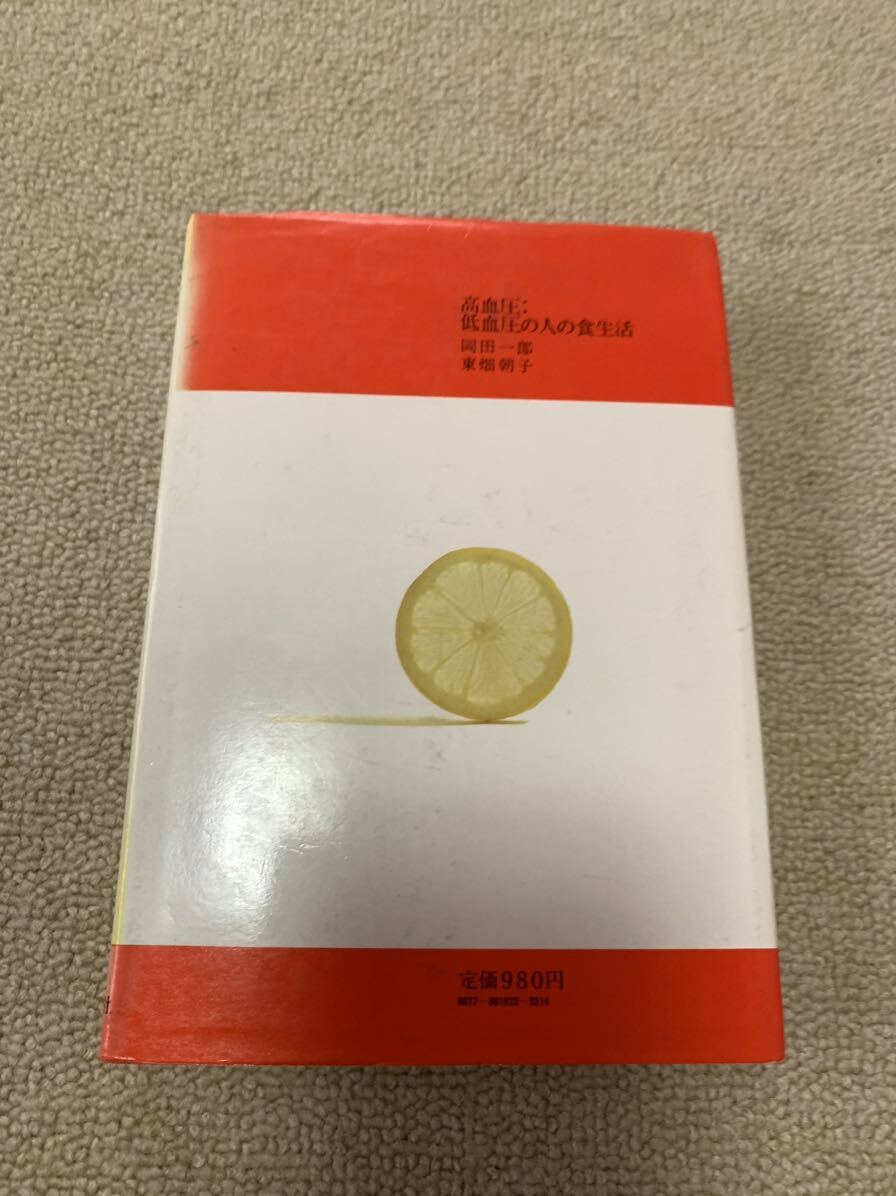 高血圧:
低血圧の人の食生活
岡田一郎
東畑朝子
定価980円